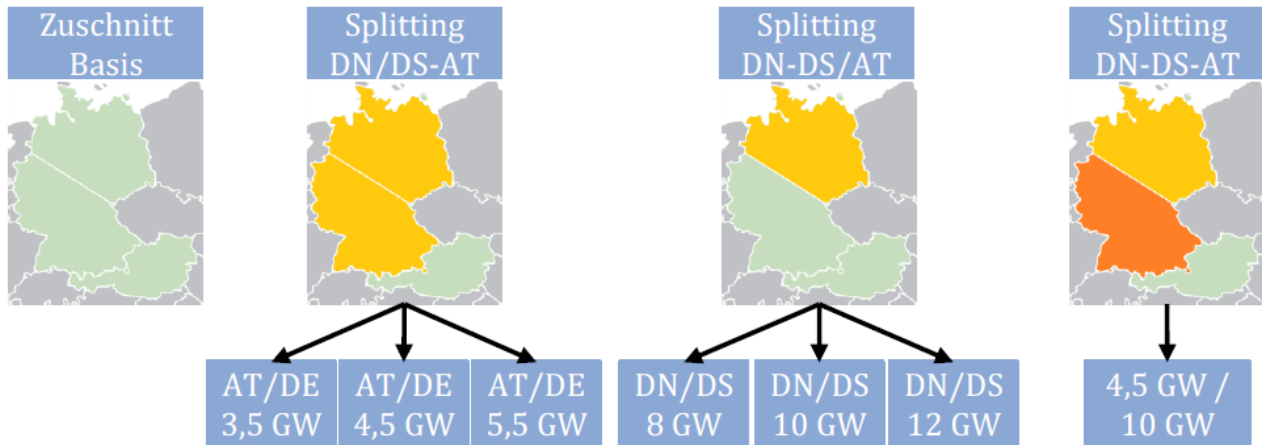 Zuschnitt
Basis
Splitting
DN/DS-AT
Splitting
DN-DS/AT
Splitting
DN-DS-AT
AT/DE
3,5 GW
AT/DE
4,5 GW
AT/DE
5,5 GW
DN/DS
8 GW
DN/DS
10 GW
DN/DS
12 GW
4,5 GW /
10 GW